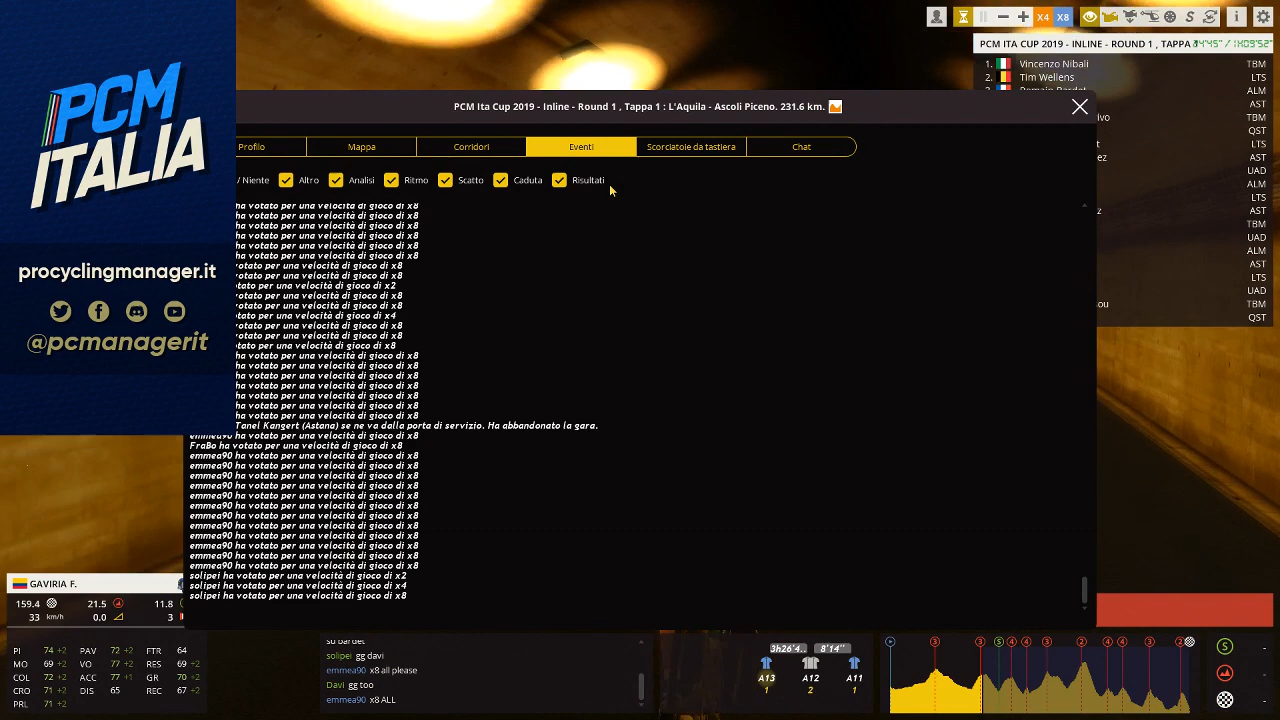 PCM
ITALIA
procyclingmanager.it
@pcmanagerit
X4 X8
PCM ITA CUP 2019 - INLINE - ROUND 1 , TAPPA
1. Vincenzo Nibali TBM
2. Tim Wellens LTS
3. Romain Bardet ALM
AST
TBM
QST
LTS
AST
UAD
ALM
LTS
AST
TBM
UAD
ALM
AST
LTS
UAD
TBM
QST
PCM Ita Cup 2019 - Inline - Round 1 , Tappa 1 : L'Aquila - Ascoli Piceno. 231.6 km.
Profilo Mappa Corridori Eventi Scorciatoie da tastiera Chat
/ Niente Altro Analisi Ritmo Scatto Caduta Risultati
ha votato per una velocità di gioco di x8
ha votato per una velocità di gioco di x8
ha votato per una velocità di gioco di x8
ha votato per una velocità di gioco di x8
ha votato per una velocità di gioco di x8
ha votato per una velocità di gioco di x8
votato per una velocità di gioco di x8
votato per una velocità di gioco di x8
tato per una velocità di gioco di x2
votato per una velocità di gioco di x8
votato per una velocità di gioco di x8
tato per una velocità di gioco di x4
votato per una velocità di gioco di x8
votato per una velocità di gioco di x8
tato per una velocità di gioco di x8
ha votato per una velocità di gioco di x8
ha votato per una velocità di gioco di x8
ha votato per una velocità di gioco di x8
ha votato per una velocità di gioco di x8
ha votato per una velocità di gioco di x8
ha votato per una velocità di gioco di x8
ha votato per una velocità di gioco di x8
Tanel Kangert (Astana) se ne va dalla porta di servizio. Ha abbandonato la gara.
emmea90 ha votato per una velocità di gioco di x8
FraBo ha votato per una velocità di gioco di x8
emmea90 ha votato per una velocità di gioco di x8
emmea90 ha votato per una velocità di gioco di x8
emmea90 ha votato per una velocità di gioco di x8
emmea90 ha votato per una velocità di gioco di x8
emmea90 ha votato per una velocità di gioco di x8
emmea90 ha votato per una velocità di gioco di x8
emmea90 ha votato per una velocità di gioco di x8
emmea90 ha votato per una velocità di gioco di x8
emmea90 ha votato per una velocità di gioco di x8
emmea90 ha votato per una velocità di gioco di x8
emmea90 ha votato per una velocità di gioco di x8
emmea90 ha votato per una velocità di gioco di x8
solipei ha votato per una velocità di gioco di x2
solipei ha votato per una velocità di gioco di x4
solipei ha votato per una velocità di gioco di x8
GAVIRIA F.
159.4 21.5 11.8
33 km/h 0.0 3
PI 74 +2 PAV 72 +2 FTR 64
MO 69 +2 VO 77 +2 RES 69 +2
COL 72 +2 ACC 77 +1 GR 70 +2
CRO 71 +2 DIS 65 REC 67 +2
PRL 71 +2
su bardet
solipei gg davi
emmea90 x8 all please
Davi gg too
emmea90 x8 ALL
3h26'4.. 8'14''
A13 A12 A11
1 2 1
3 3 S 4 4 3 2 4 4 3 2
S -
-
-